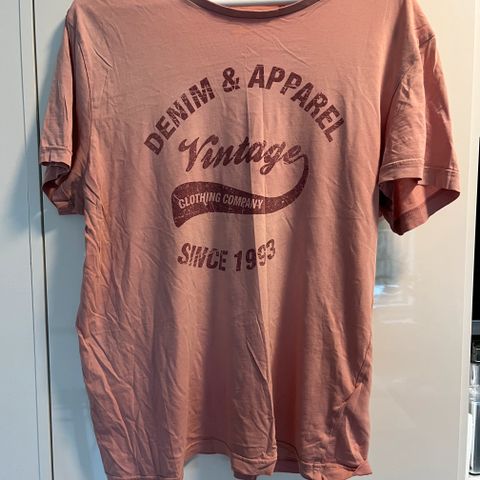 DENIM & APPAREL
Vintage
CLOTHING COMPANY
SINCE 1993